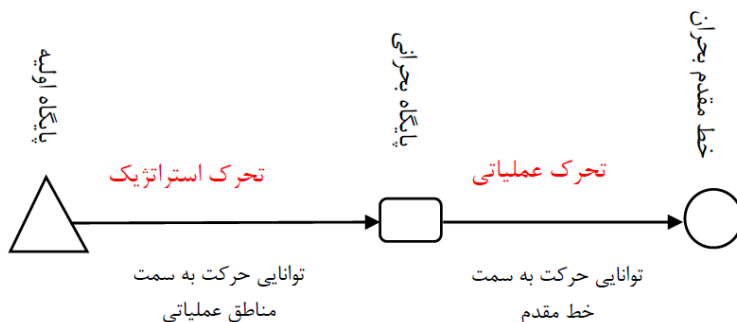 پایگاه اولیه
پایگاه بحرانی
خط مقدم بحران
تحرک استراتژیک
تحرک عملیاتی
توانایی حرکت به سمت
مناطق عملیاتی
توانایی حرکت به سمت
خط مقدم